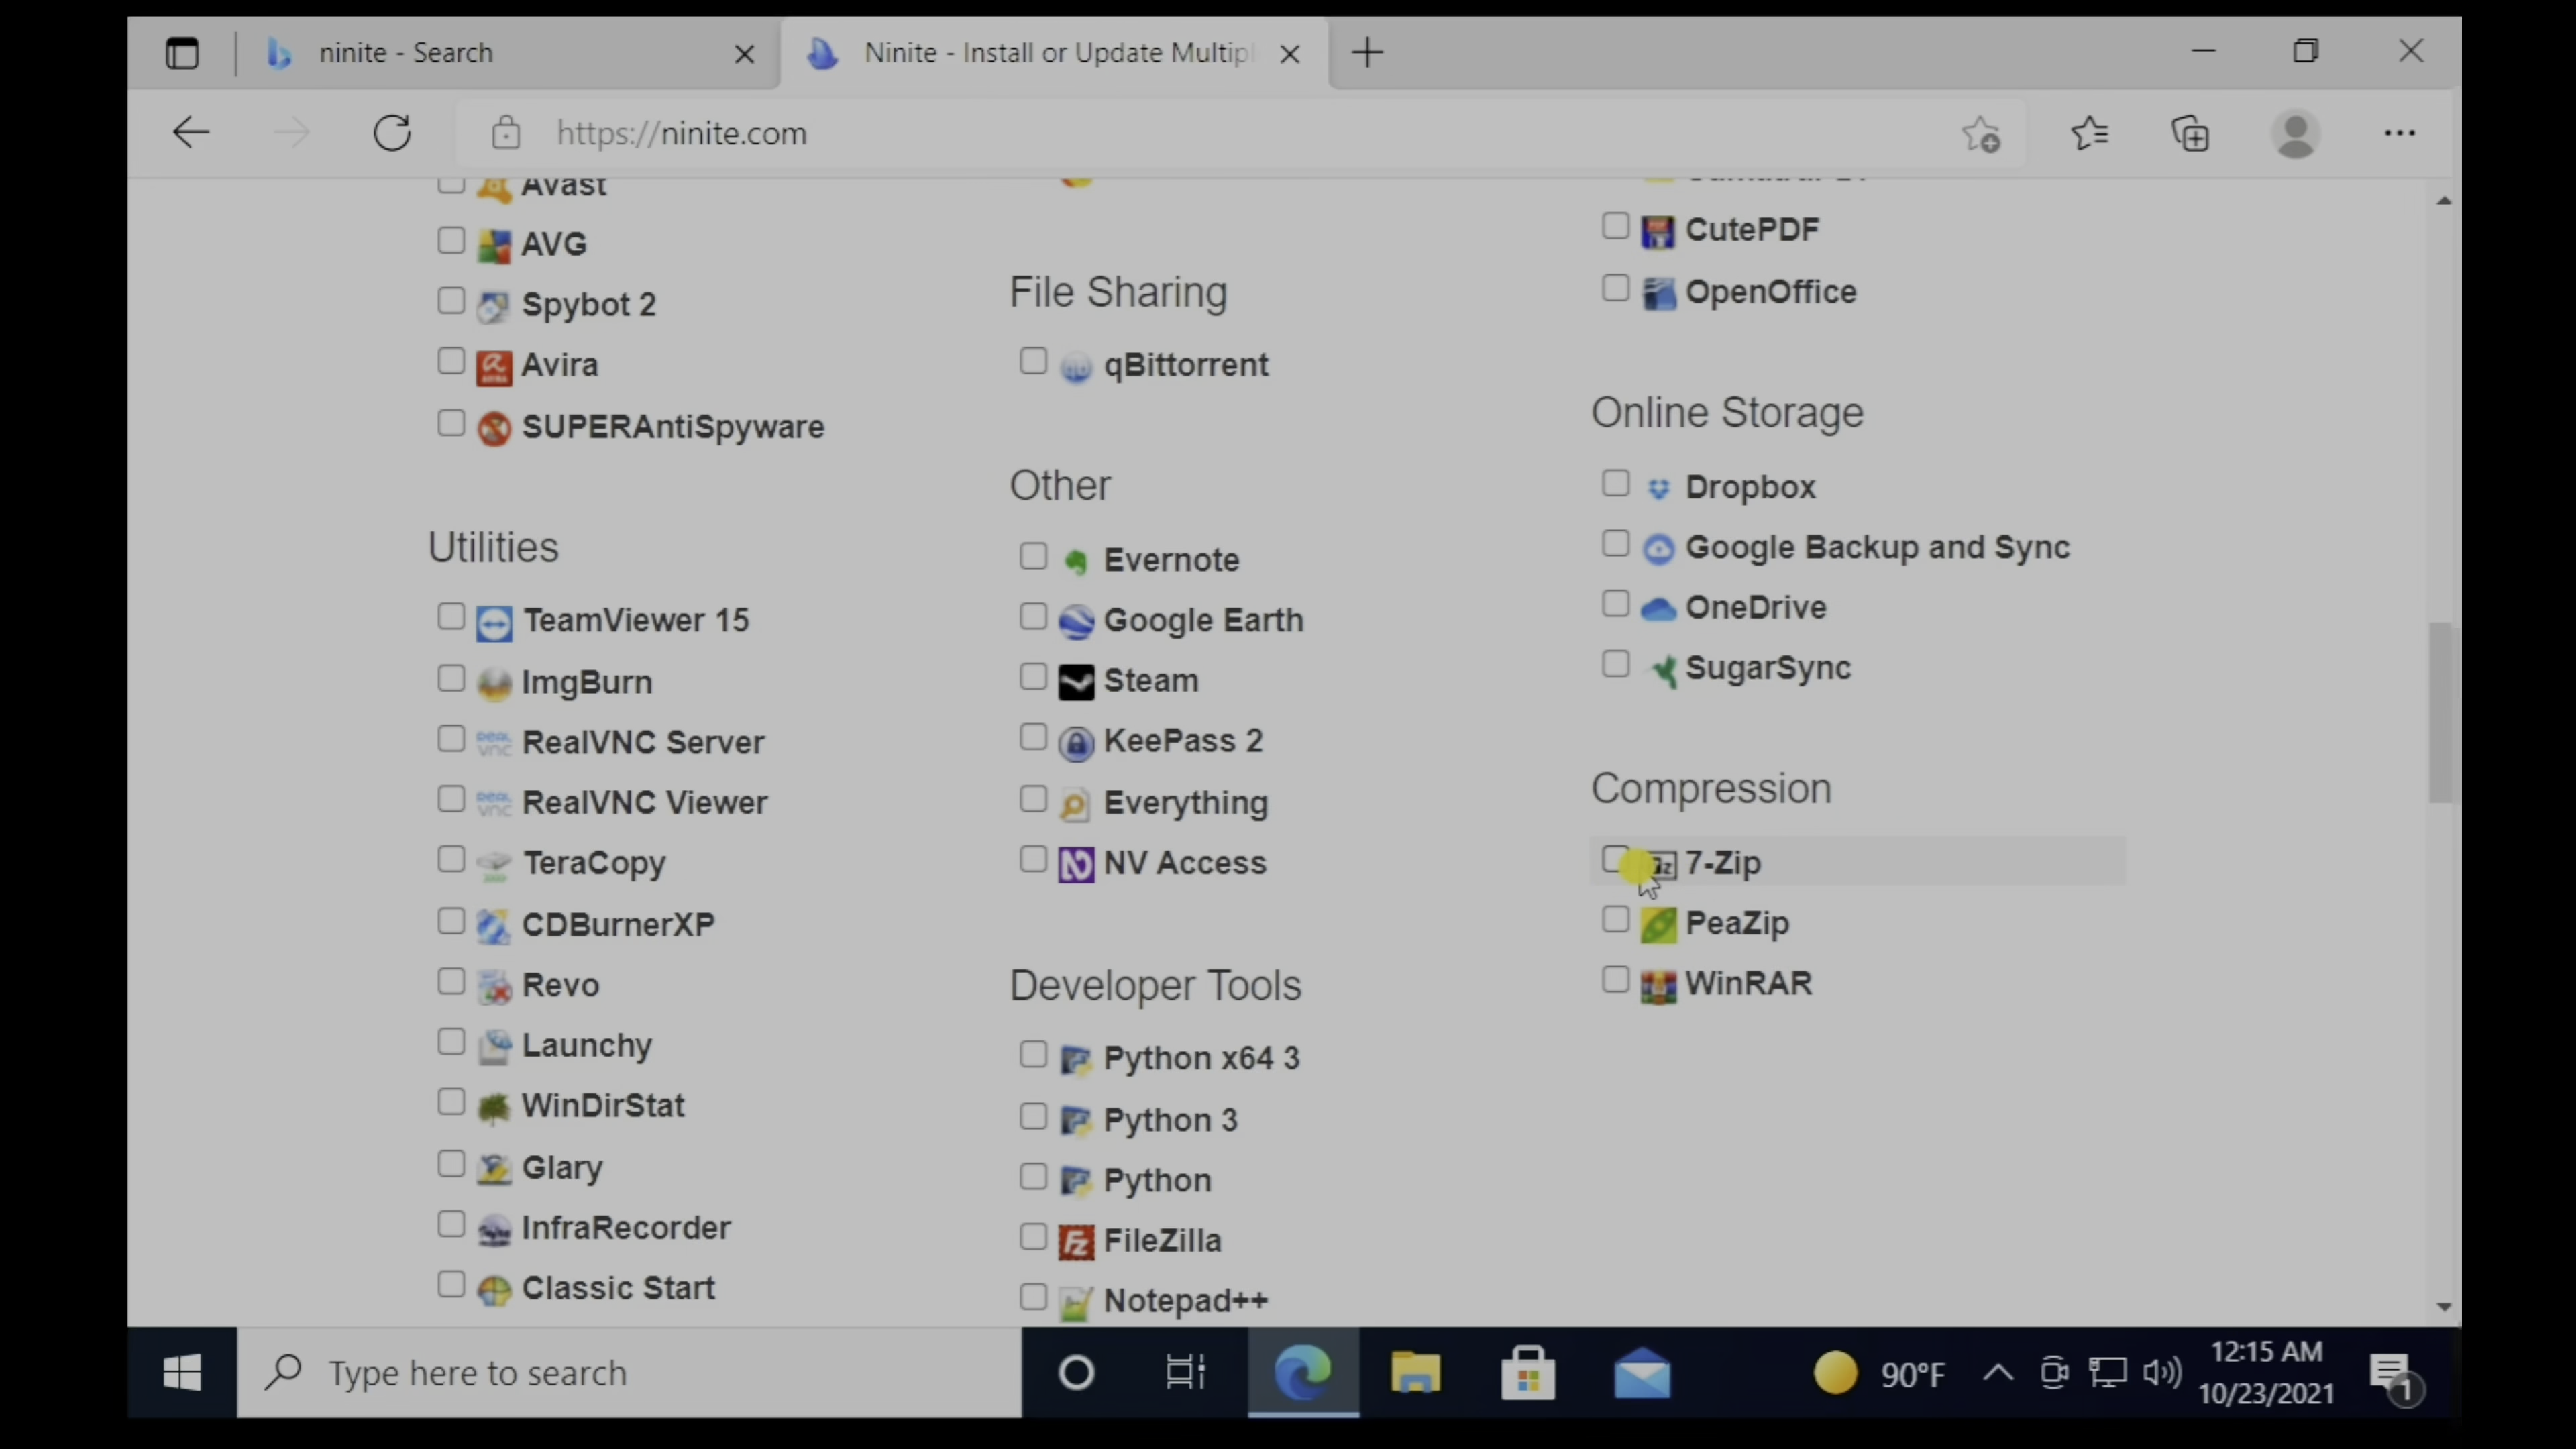 ninite - Search
Ninite - Install or Update Multipl
https://ninite.com
Avast
AVG
Spybot 2
Avira
SUPERAntiSpyware
Utilities
TeamViewer 15
ImgBurn
RealVNC Server
RealVNC Viewer
TeraCopy
CDBurnerXP
Revo
Launchy
WinDirStat
Glary
InfraRecorder
Classic Start
File Sharing
qBittorrent
Other
Evernote
Google Earth
Steam
KeePass 2
Everything
NV Access
Developer Tools
Python x64 3
Python 3
Python
FileZilla
Notepad++
CutePDF
OpenOffice
Online Storage
Dropbox
Google Backup and Sync
OneDrive
SugarSync
Compression
7-Zip
PeaZip
WinRAR
Type here to search
90°F
12:15 AM
10/23/2021
1